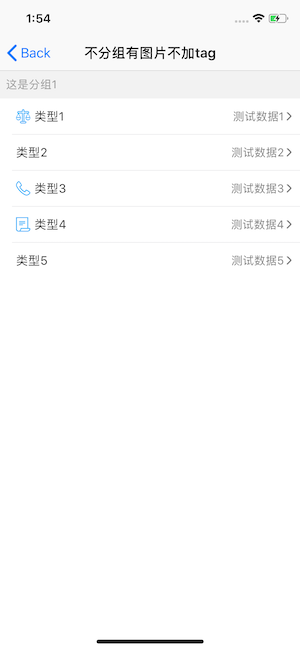 1:54
Back 不分组有图片不加tag
这是分组1
类型1 测试数据1
类型2 测试数据2
类型3 测试数据3
类型4 测试数据4
类型5 测试数据5